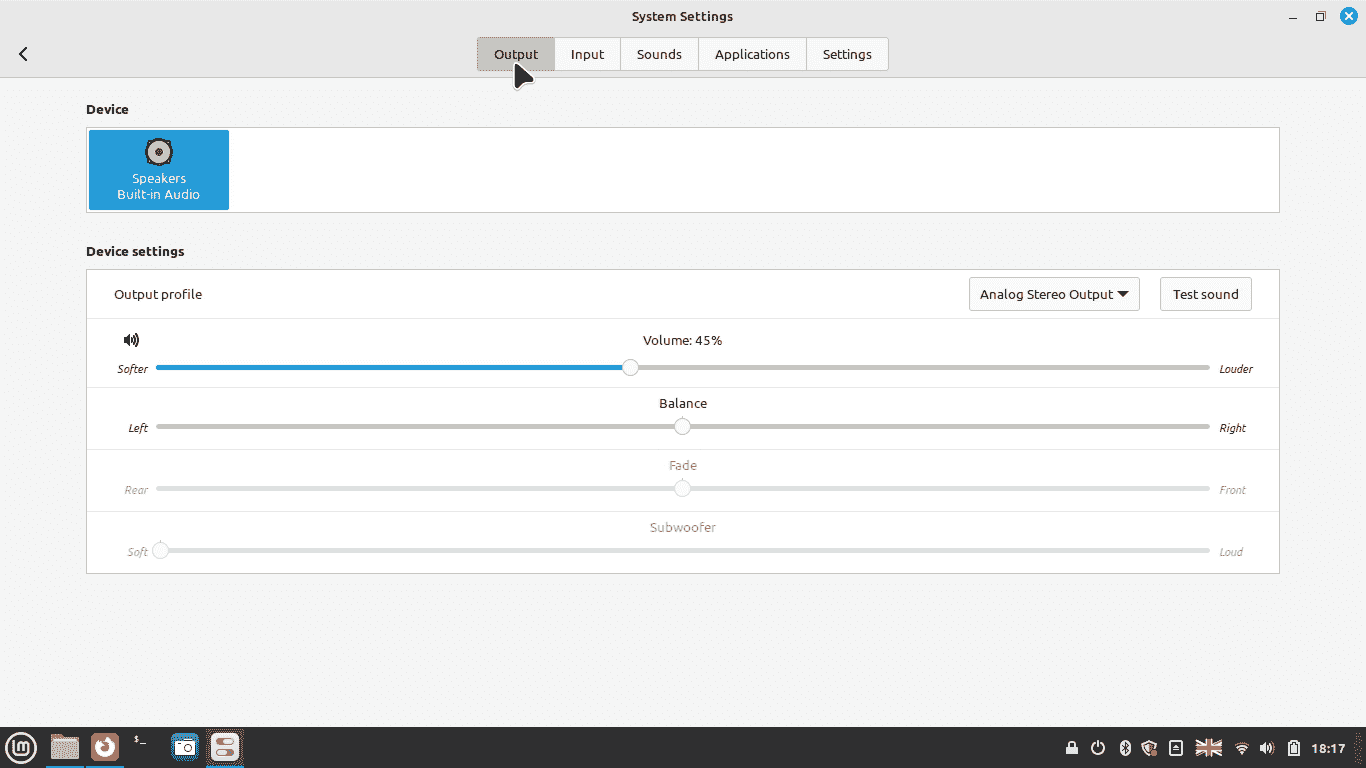 System Settings
Output
Input
Sounds
Applications
Settings
Device
Speakers
Built-in Audio
Device settings
Output profile
Analog Stereo Output
Test sound
Volume: 45%
Softer
Louder
Balance
Left
Right
Fade
Rear
Front
Subwoofer
Soft
Loud
lm
$_
18:17